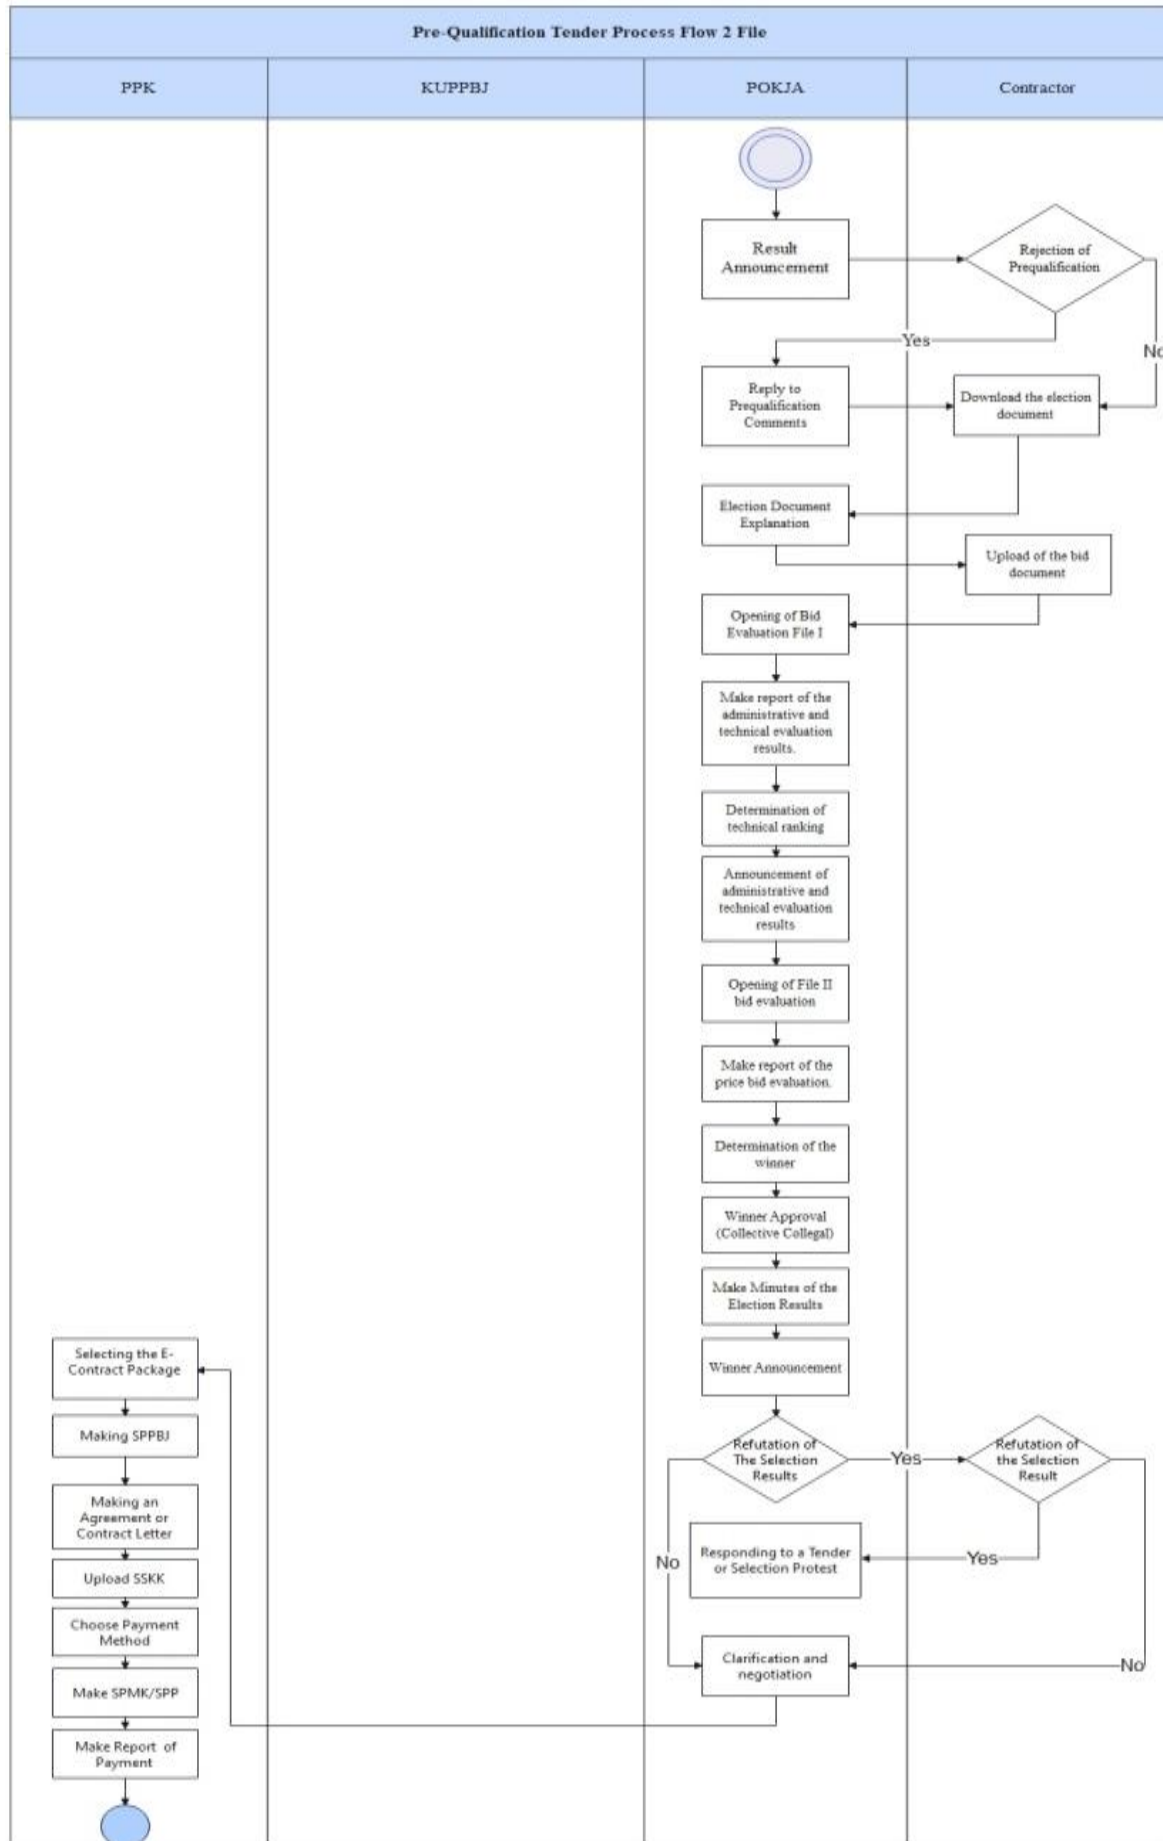 Pre-Qualification Tender Process Flow 2 File
PPK
KUPPBJ
POKJA
Contractor
Result
Announcement
Rejection of
Prequalification
Yes
No
Reply to
Prequalification
Comments
Download the election
document
Election Document
Explanation
Upload of the bid
document
Opening of Bid
Evaluation File I
Make report of the
administrative and
technical evaluation
results.
Determination of
technical ranking
Announcement of
administrative and
technical evaluation
results
Opening of File II
bid evaluation
Make report of the
price bid evaluation.
Determination of the
winner
Winner Approval
(Collective Collegal)
Make Minutes of the
Election Results
Winner Announcement
Refutation of
The Selection
Results
Yes
Refutation of
the Selection
Result
No
Responding to a Tender
or Selection Protest
Yes
Clarification and
negotiation
No
Selecting the E-
Contract Package
Making SPPBJ
Making an
Agreement or
Contract Letter
Upload SSKK
Choose Payment
Method
Make SPMK/SPP
Make Report of
Payment